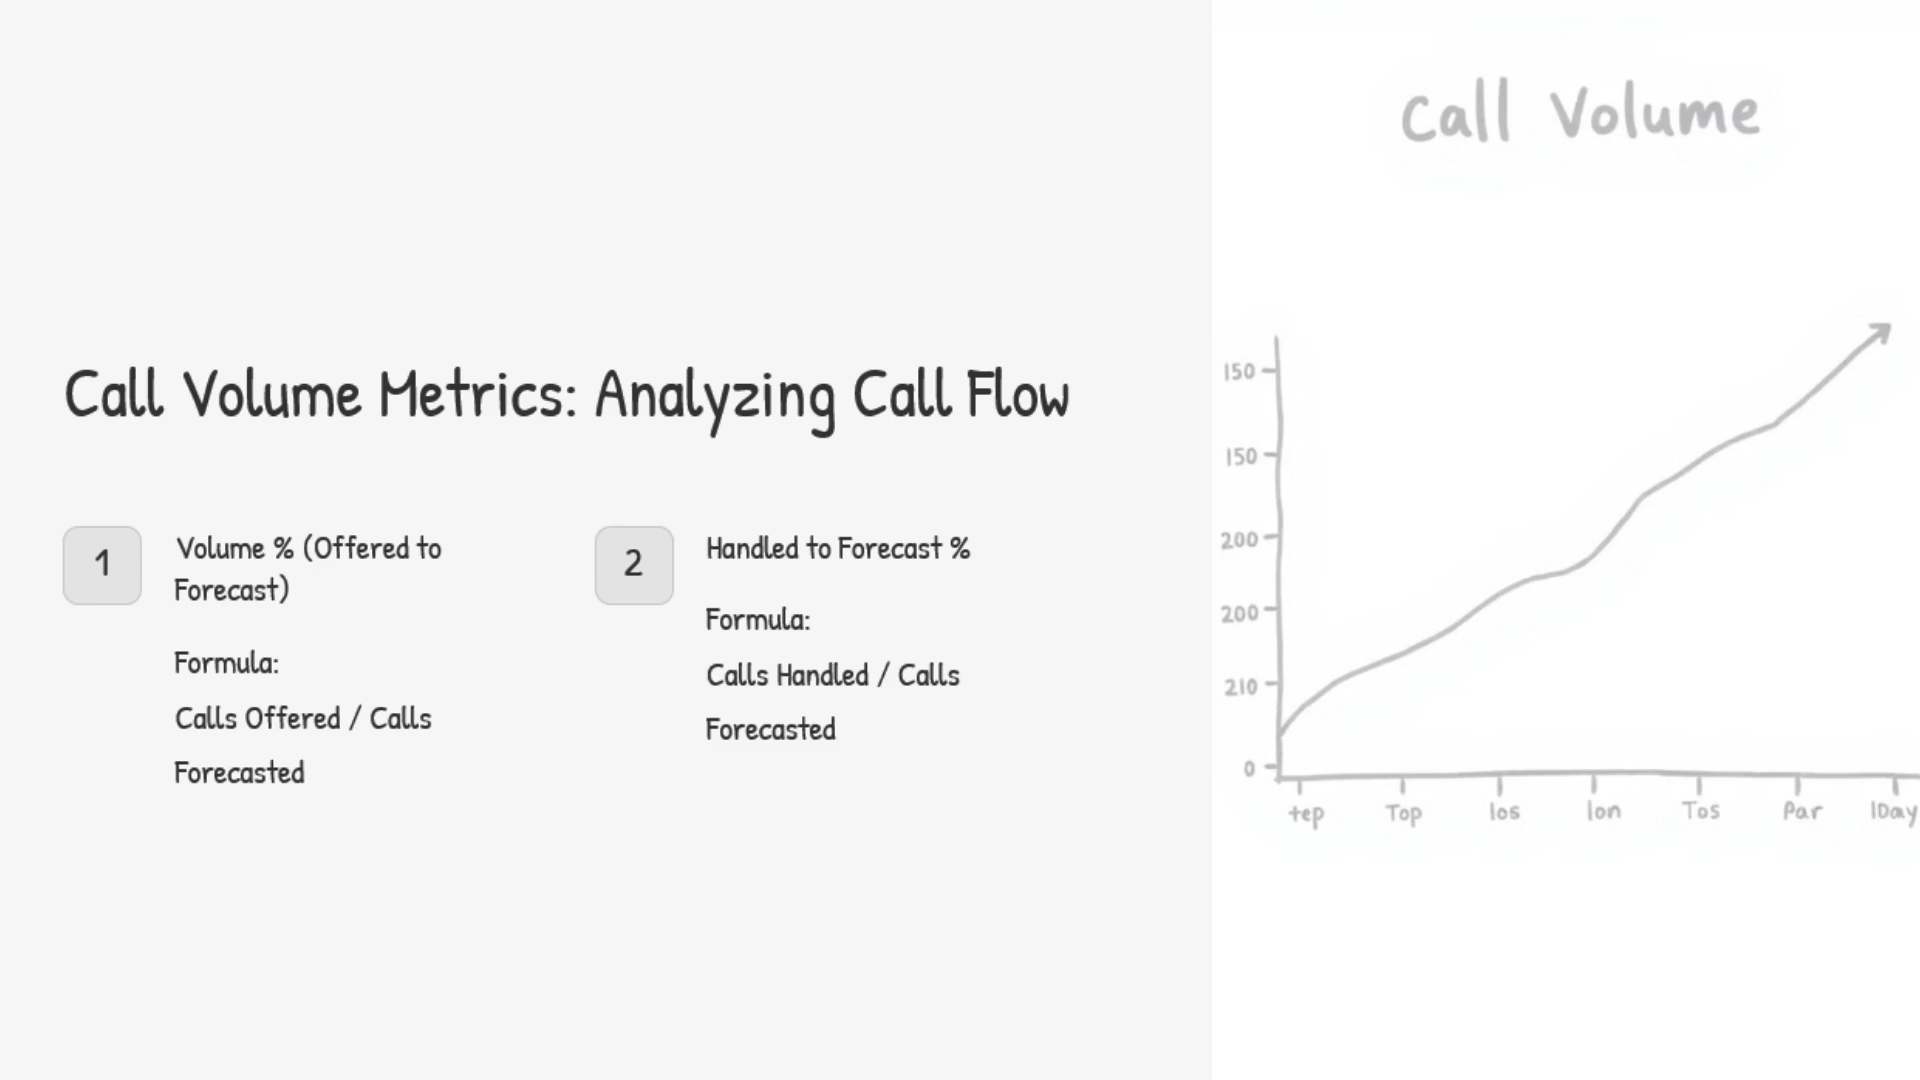 Call Volume Metrics: Analyzing Call Flow
1
Volume % (Offered to
Forecast)
Formula:
Calls Offered / Calls
Forecasted
2
Handled to Forecast %
Formula:
Calls Handled / Calls
Forecasted
Call Volume
150
150
200
200
210
0
tep Top los lon Tos Par IDay